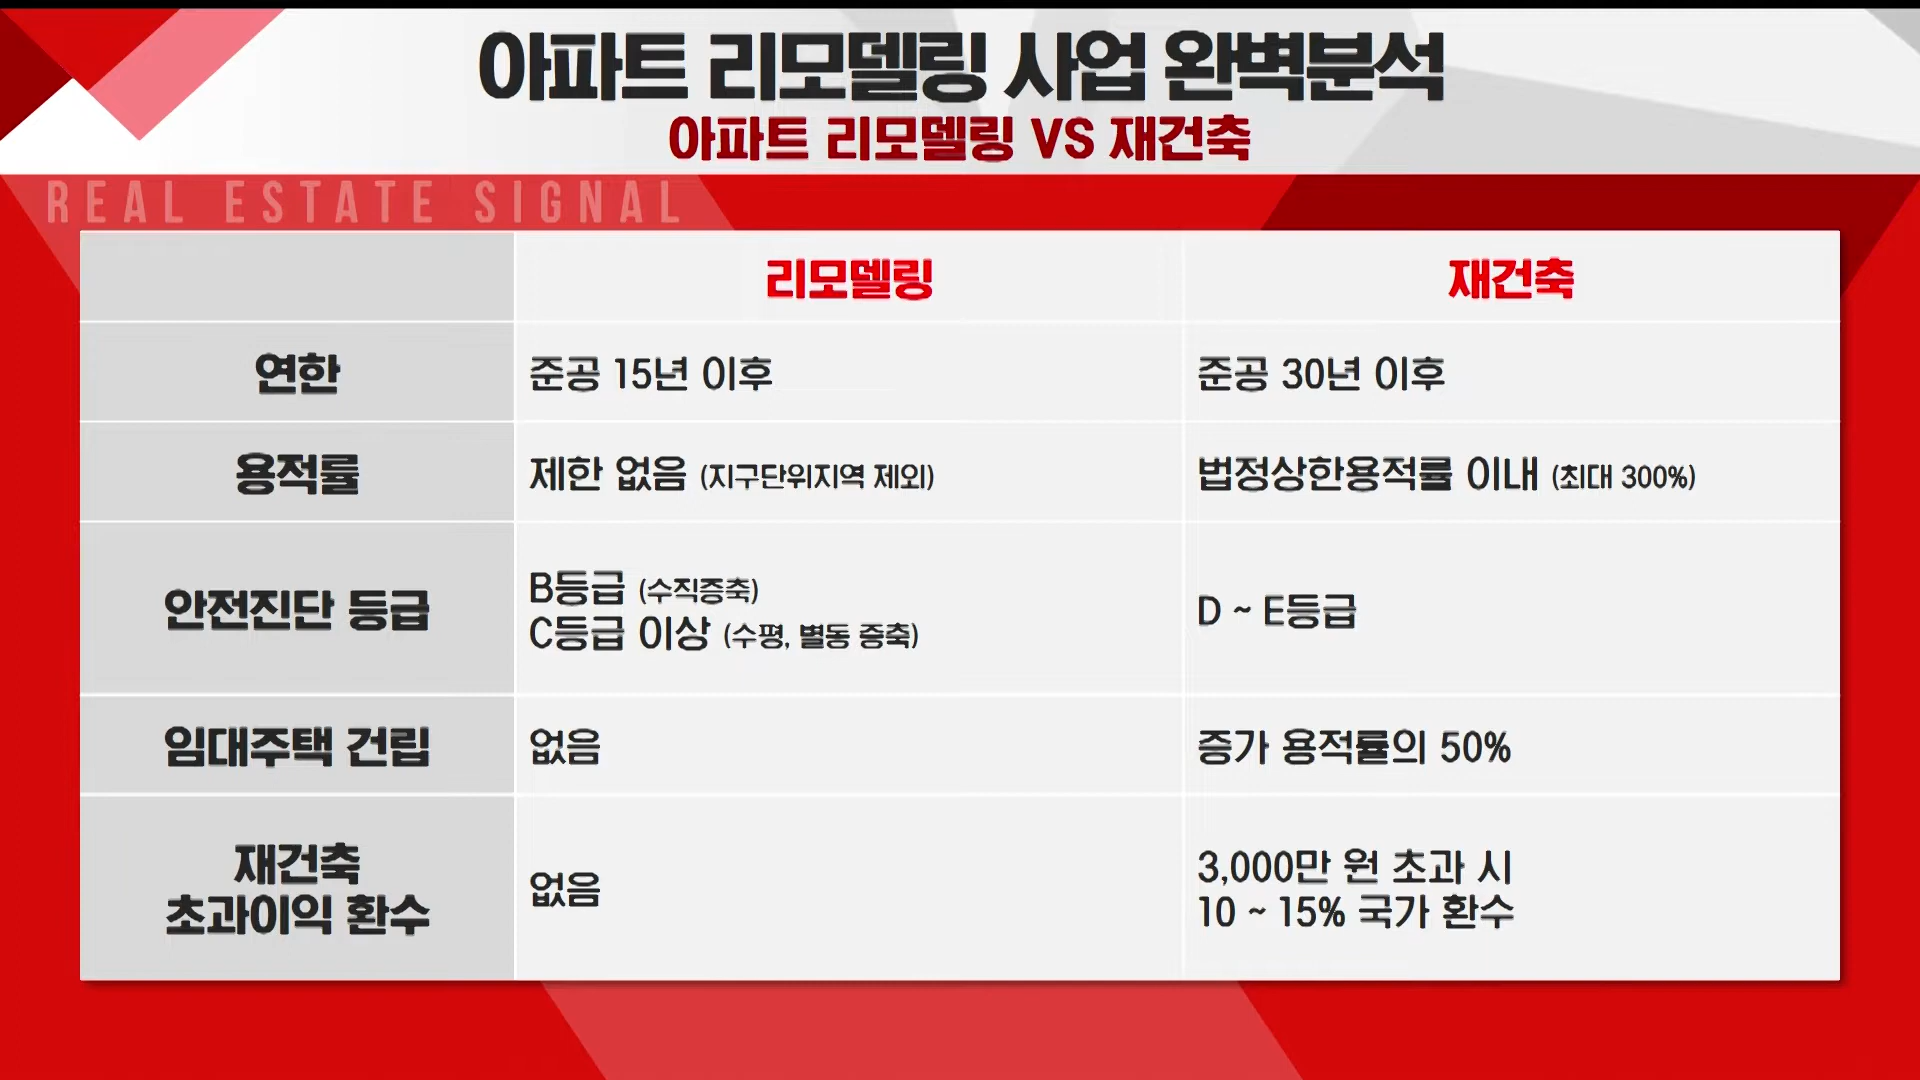 아파트 리모델링 사업 완벽분석
아파트 리모델링 VS 재건축
REAL ESTATE SIGNAL
리모델링 재건축
연한 준공 15년 이후 준공 30년 이후
용적률 제한 없음 (지구단위지역 제외) 법정상한용적률 이내 (최대 300%)
안전진단 등급
B등급 (수직증축)
C등급 이상 (수평, 별동 증축)
D ~ E등급
임대주택 건립 없음 증가 용적률의 50%
재건축
초과이익 환수
없음
3,000만 원 초과 시
10 ~ 15% 국가 환수